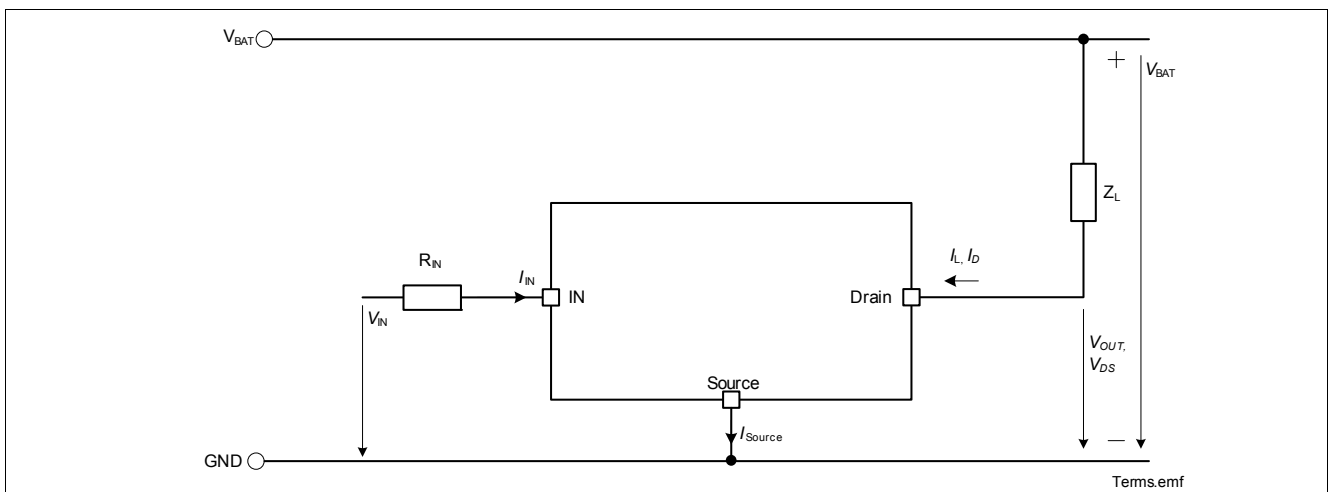 VBAT
VBAT
ZL
RIN
IIN
IN
VIN
Drain
IL, ID
Source
ISource
VOUT,
VDS
+
–
GND
Terms.emf